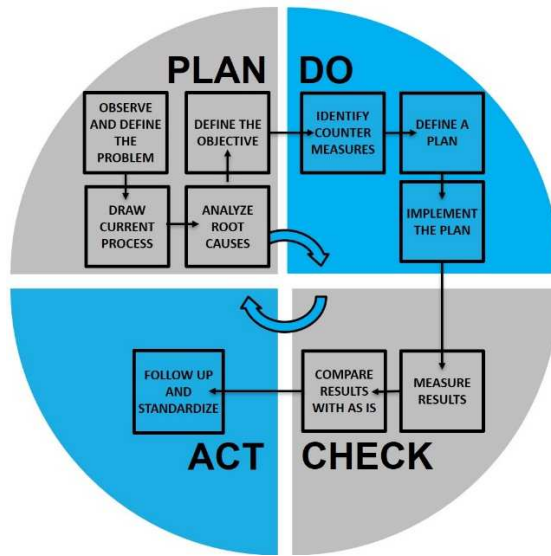 PLAN
OBSERVE
AND DEFINE
THE
PROBLEM
DRAW
CURRENT
PROCESS
ANALYZE
ROOT
CAUSES
DEFINE THE
OBJECTIVE
DO
IDENTIFY
COUNTER
MEASURES
DEFINE A
PLAN
IMPLEMENT
THE PLAN
MEASURE
RESULTS
COMPARE
RESULTS
WITH AS IS
CHECK
FOLLOW UP
AND
STANDARDIZE
ACT